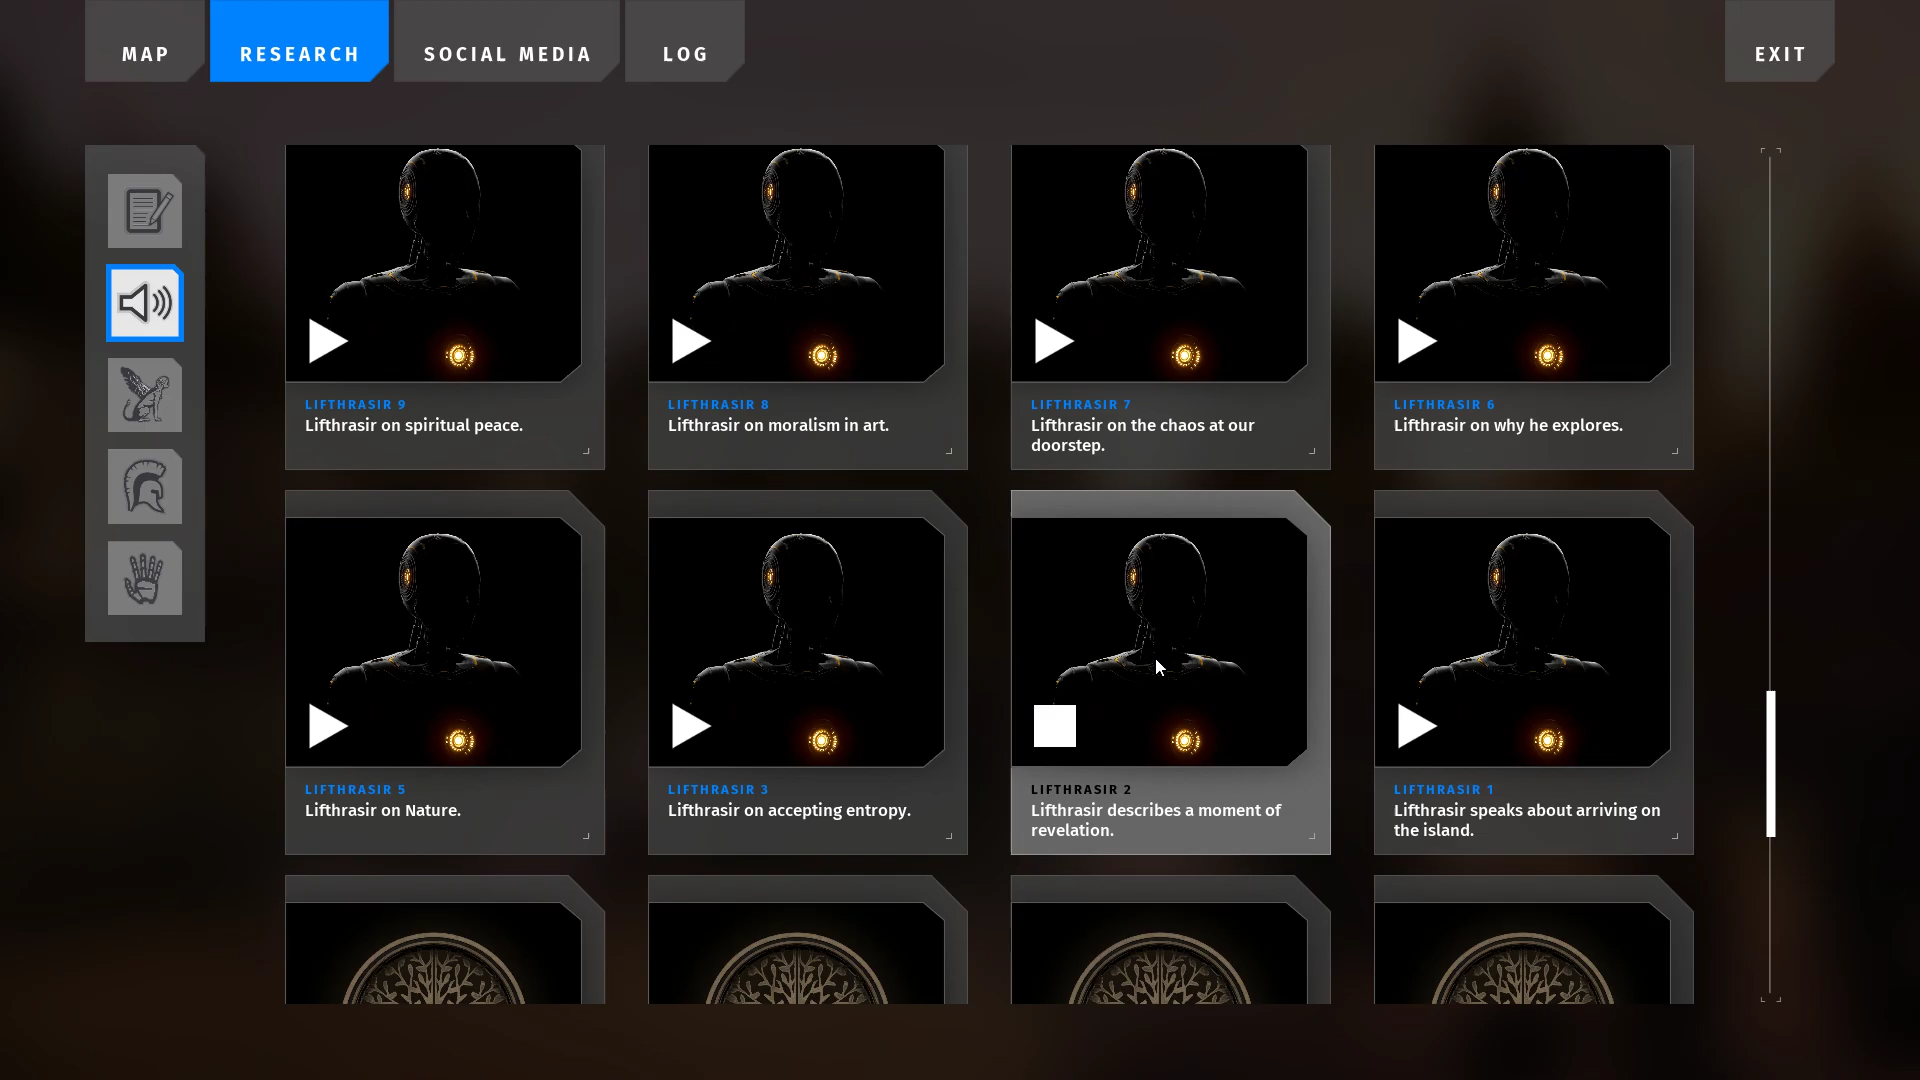 MAP
RESEARCH
SOCIAL MEDIA
LOG
EXIT
LIFTHRASIR 9
Lifthrasir on spiritual peace.
LIFTHRASIR 8
Lifthrasir on moralism in art.
LIFTHRASIR 7
Lifthrasir on the chaos at our
doorstep.
LIFTHRASIR 6
Lifthrasir on why he explores.
LIFTHRASIR 5
Lifthrasir on Nature.
LIFTHRASIR 3
Lifthrasir on accepting entropy.
LIFTHRASIR 2
Lifthrasir describes a moment of
revelation.
LIFTHRASIR 1
Lifthrasir speaks about arriving on
the island.